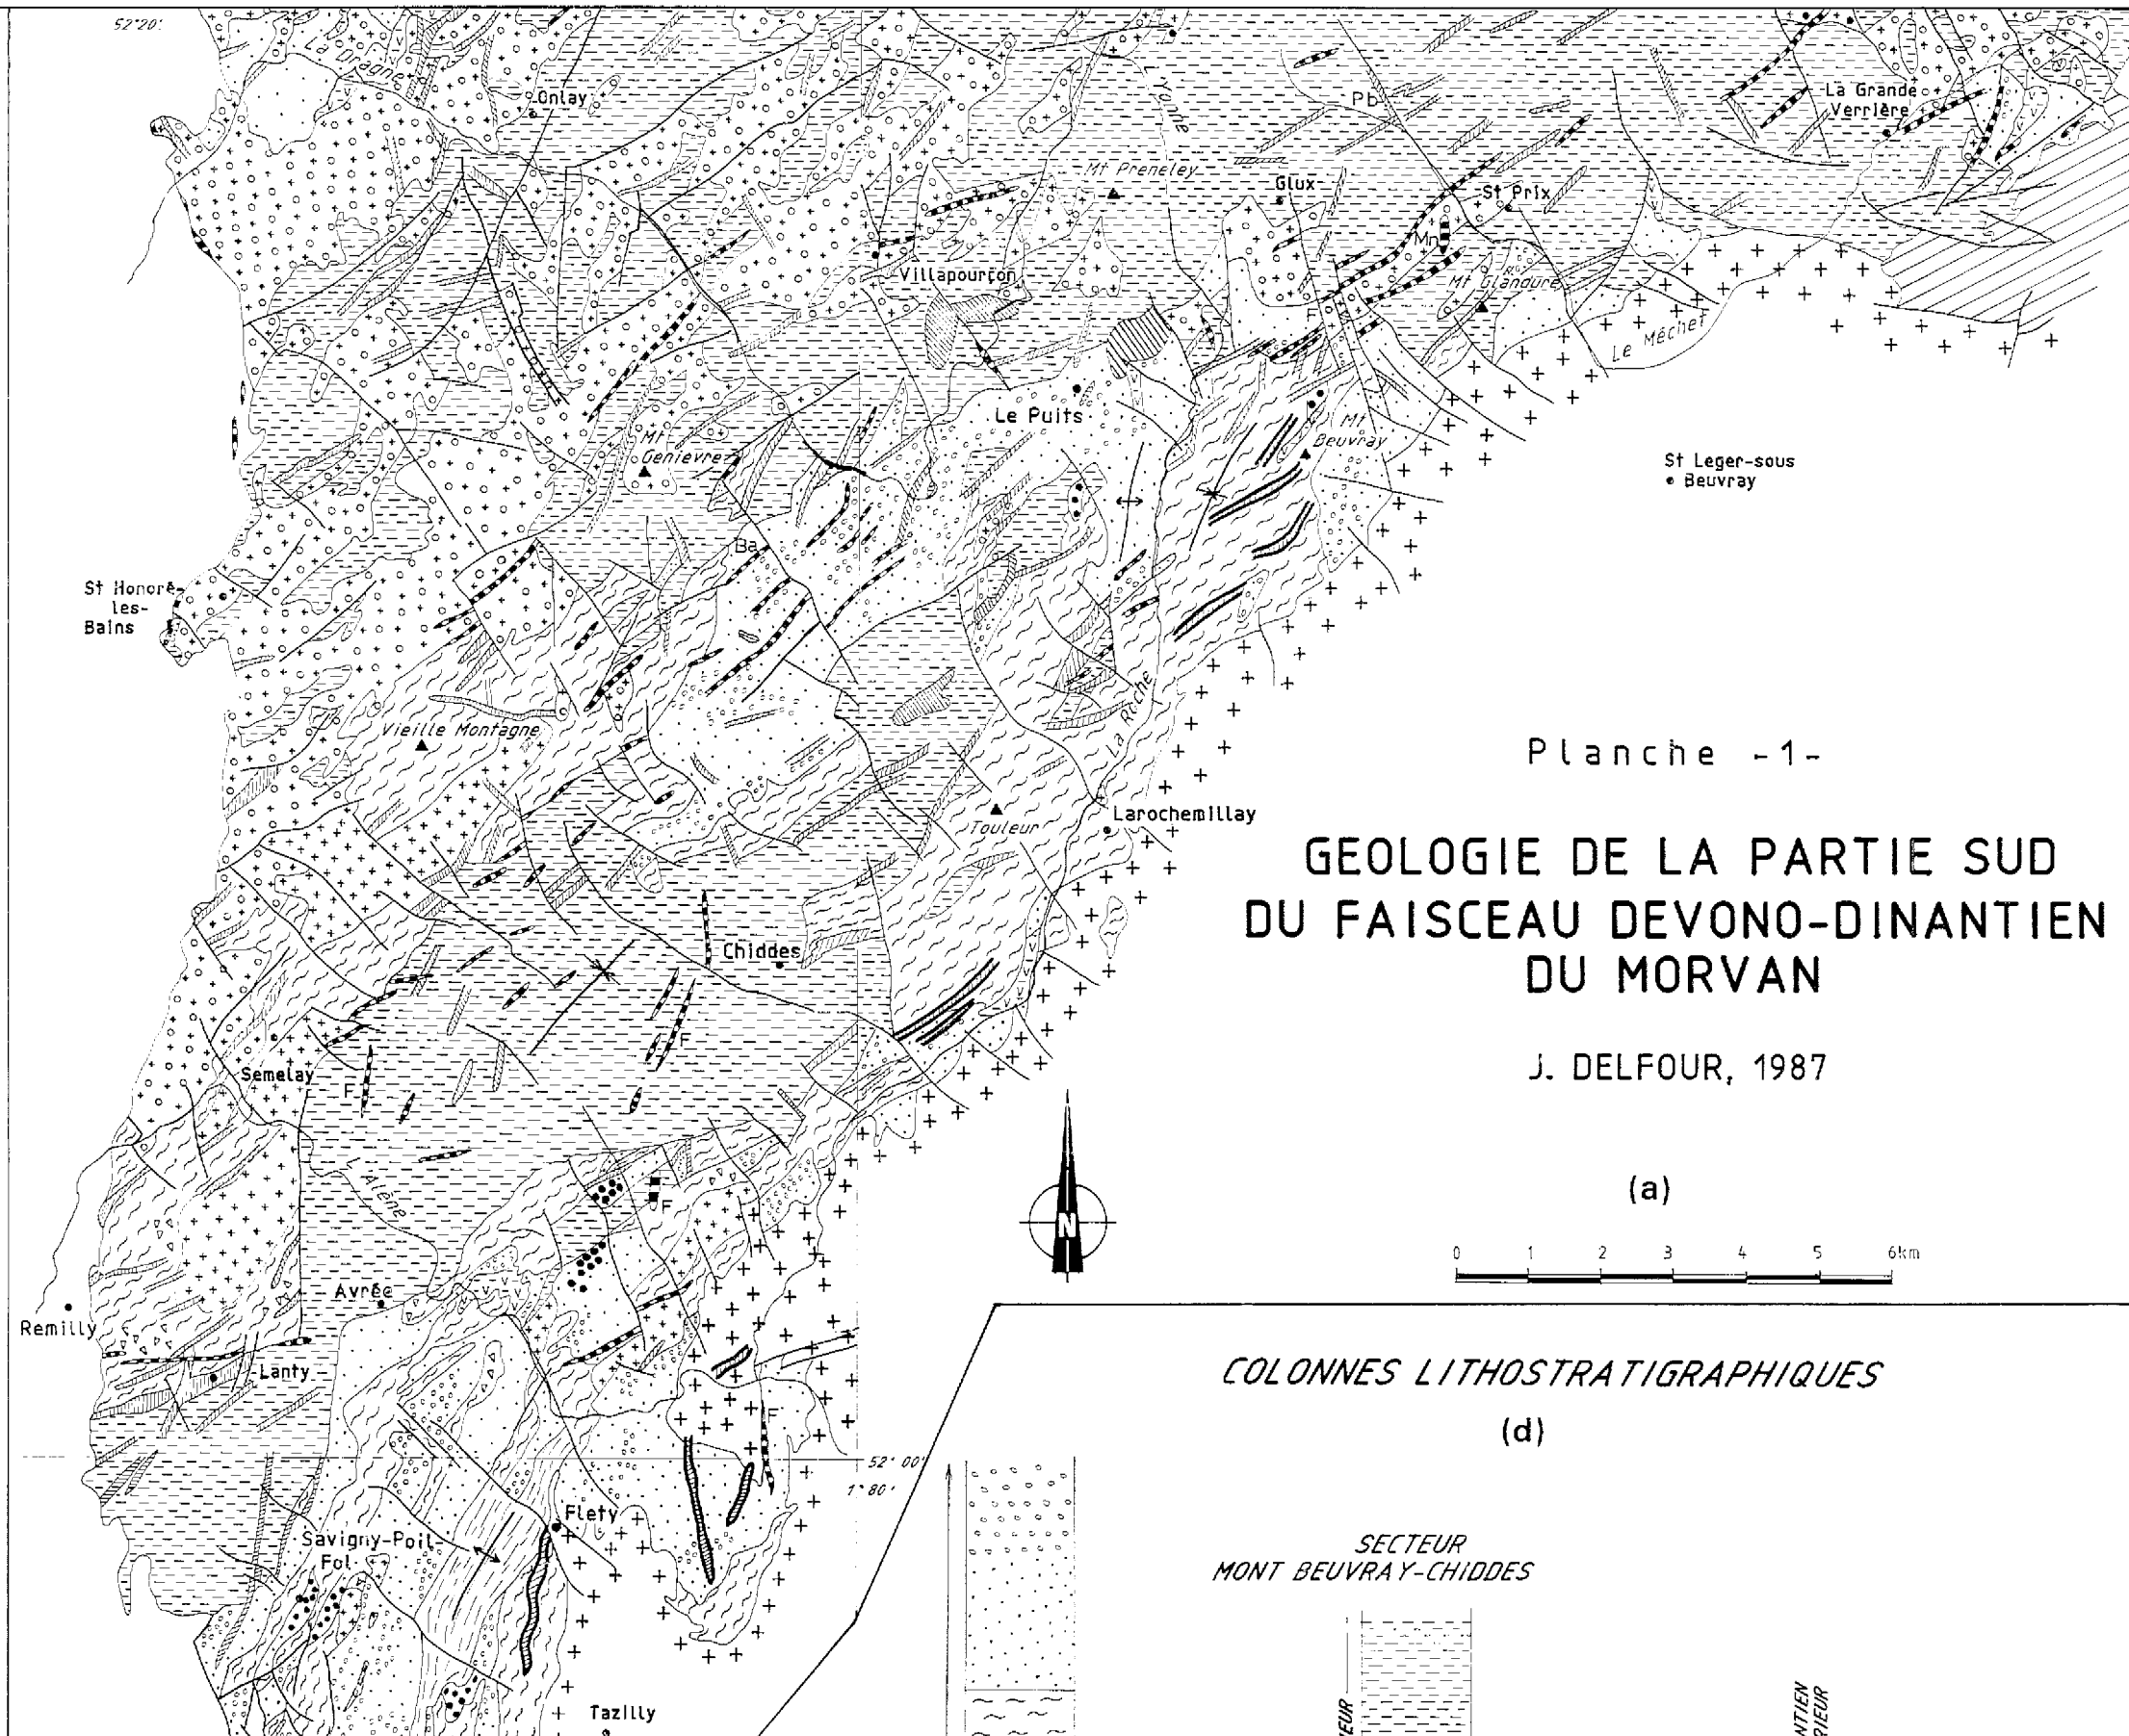 52°20'
La Dragne
Onlay
L'Yonne
Pb
La Grande
Verrière
Mt Preneley
Glux
St Prix
Mn
Villapourçon
Mt Glandure
F
Le Méchet
Le Puits
Mt
Beuvray
Mt
Genievre
St Leger-sous
Beuvray
Ba
St Honoré-
les-
Bains
La Roche
Vieille Montagne
Planche -1-
Touleur
Larochemillay
GEOLOGIE DE LA PARTIE SUD
DU FAISCEAU DEVONO-DINANTIEN
DU MORVAN
Chiddes
J. DELFOUR, 1987
F
Semelay
F
Alène
F
(a)
N
0 1 2 3 4 5 6km
Avrée
Remilly
Lanty
COLONNES LITHOSTRATIGRAPHIQUES
(d)
F
52° 00'
1° 80'
Flety
Savigny-Poil-
Fol
SECTEUR
MONT BEUVRAY-CHIDDES
Tazilly